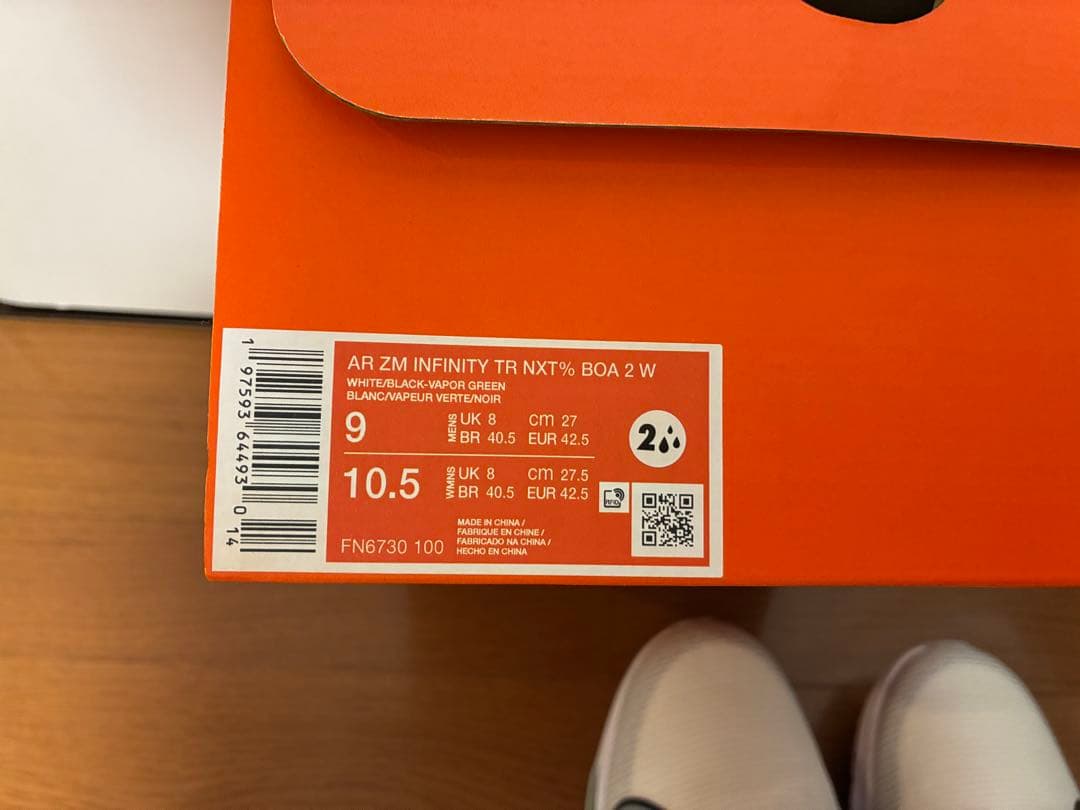 AR ZM INFINITY TR NXT% BOA 2 W
WHITE/BLACK-VAPOR GREEN
BLANC/VAPEUR VERTE/NOIR
9 MENS UK 8 cm 27
BR 40.5 EUR 42.5
10.5 WMNS UK 8 cm 27.5
BR 40.5 EUR 42.5
2
RFID
MADE IN CHINA /
FABRIQUE EN CHINE /
FABRICADO NA CHINA /
HECHO EN CHINA
FN6730 100
1 97593 64493 0 14